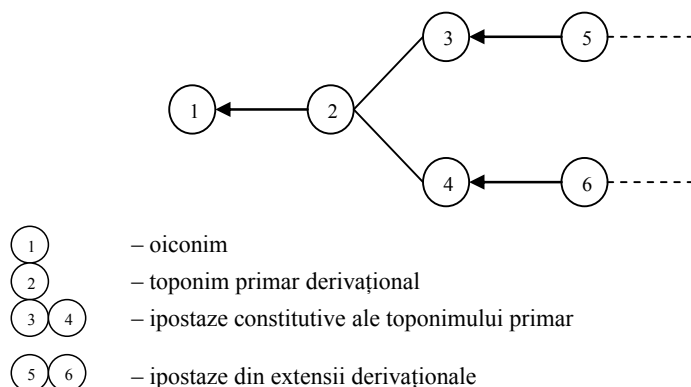 3 5
1 2
4 6
1 – oiconim
2 – toponim primar derivațional
3 4 – ipostaze constitutive ale toponimului primar
5 6 – ipostaze din extensii derivaționale